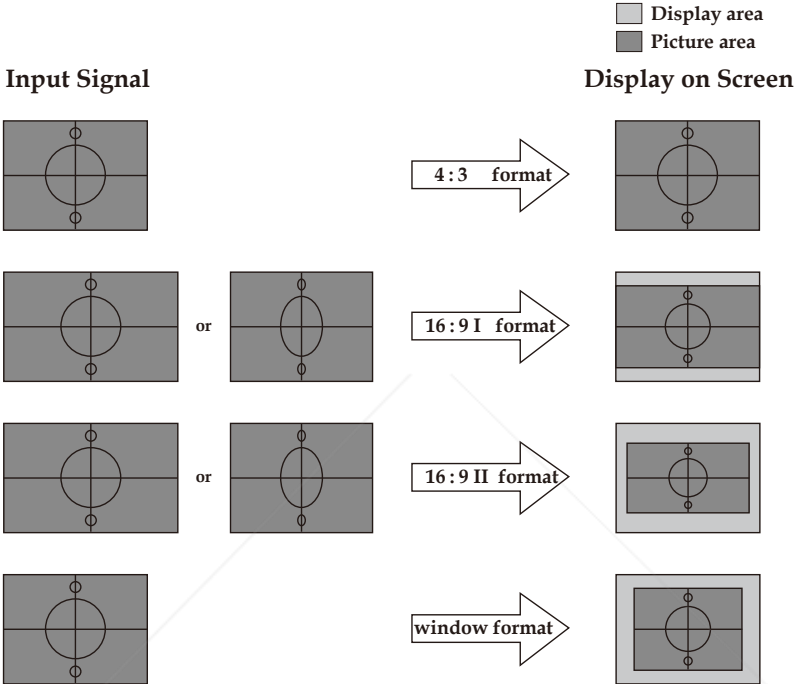 Display area
Picture area
Input Signal
Display on Screen
4 : 3 format
or
16 : 9 I format
or
16 : 9 II format
window format